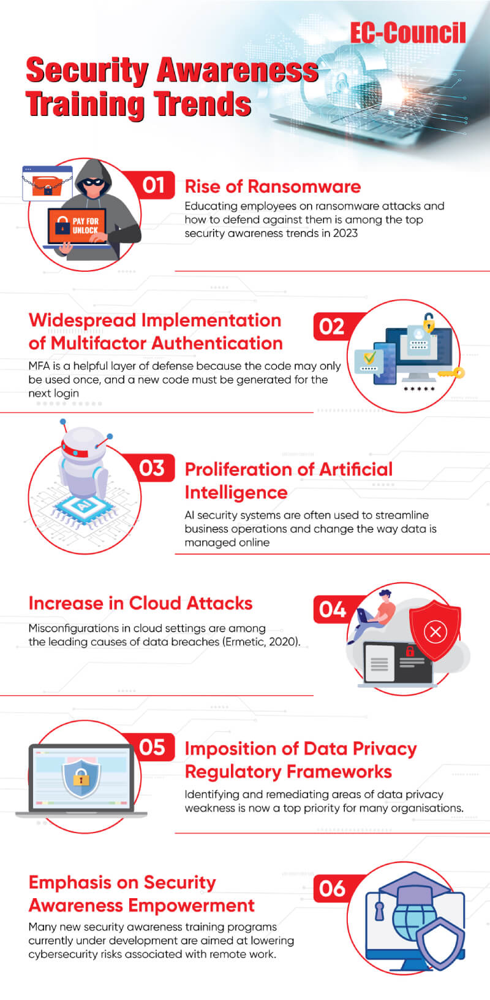 EC-Council
Security Awareness
Training Trends
01
Rise of Ransomware
Educating employees on ransomware attacks and
how to defend against them is among the top
security awareness trends in 2023
PAY FOR
UNLOCK
Widespread Implementation
of Multifactor Authentication
02
MFA is a helpful layer of defense because the code may only
be used once, and a new code must be generated for the
next login
*****
03
Proliferation of Artificial
Intelligence
AI security systems are often used to streamline
business operations and change the way data is
managed online
AI
Increase in Cloud Attacks
04
Misconfigurations in cloud settings are among
the leading causes of data breaches (Ermetic, 2020).
05
Imposition of Data Privacy
Regulatory Frameworks
Identifying and remediating areas of data privacy
weakness is now a top priority for many organisations.
Emphasis on Security
Awareness Empowerment
06
Many new security awareness training programs
currently under development are aimed at lowering
cybersecurity risks associated with remote work.